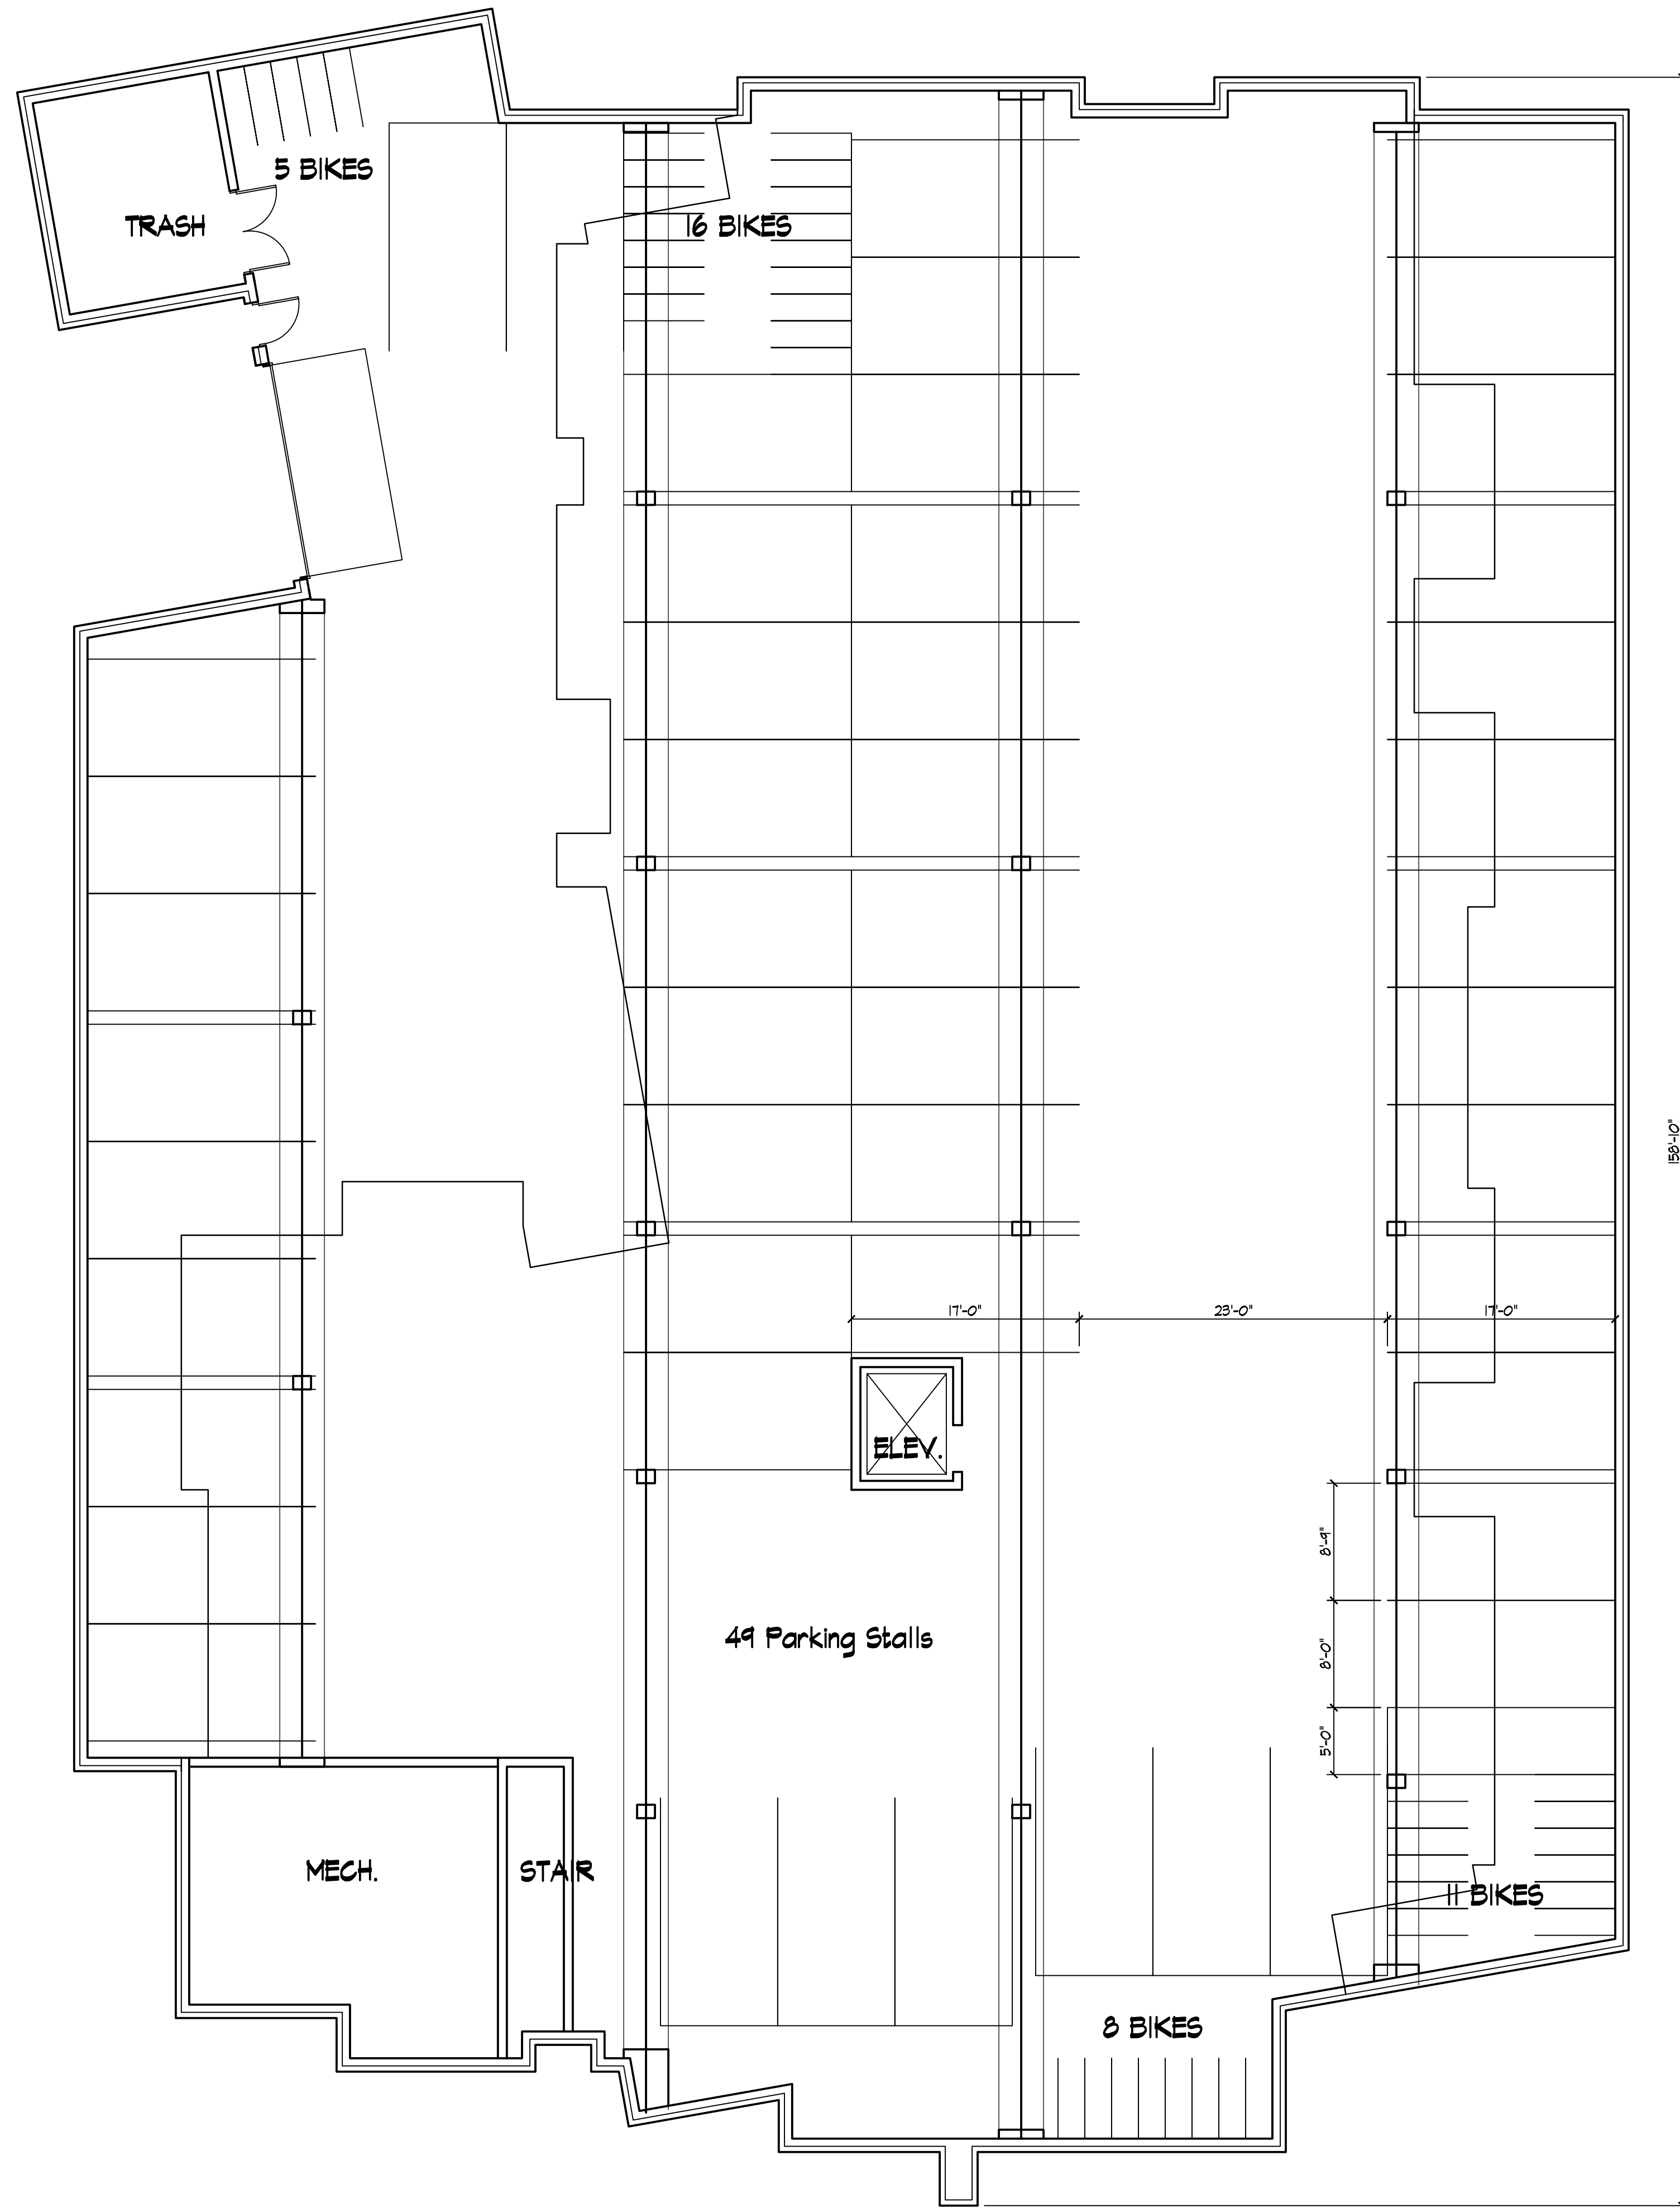 5 BIKES
TRASH
16 BIKES
158'-10"
17'-0"
23'-0"
17'-0"
ELEV.
8'-9"
49 Parking Stalls
8'-0"
5'-0"
MECH.
STAIR
11 BIKES
8 BIKES